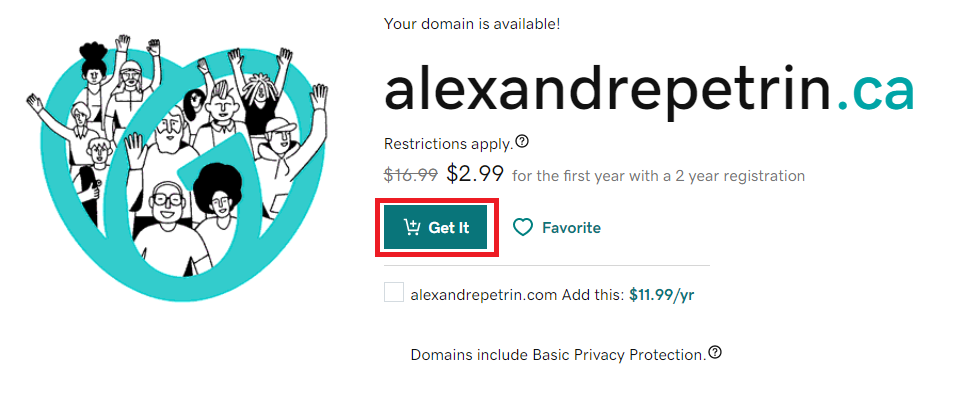 Your domain is available!
alexandrepetrin.ca
Restrictions apply.
$16.99 $2.99 for the first year with a 2 year registration
Get It Favorite
alexandrepetrin.com Add this: $11.99/yr
Domains include Basic Privacy Protection.